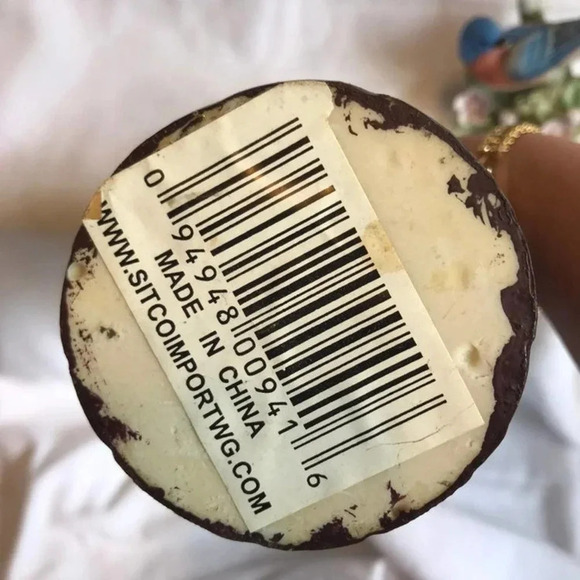 0 94948 00941 6
MADE IN CHINA
WWW.SITCOIMPORTWG.COM